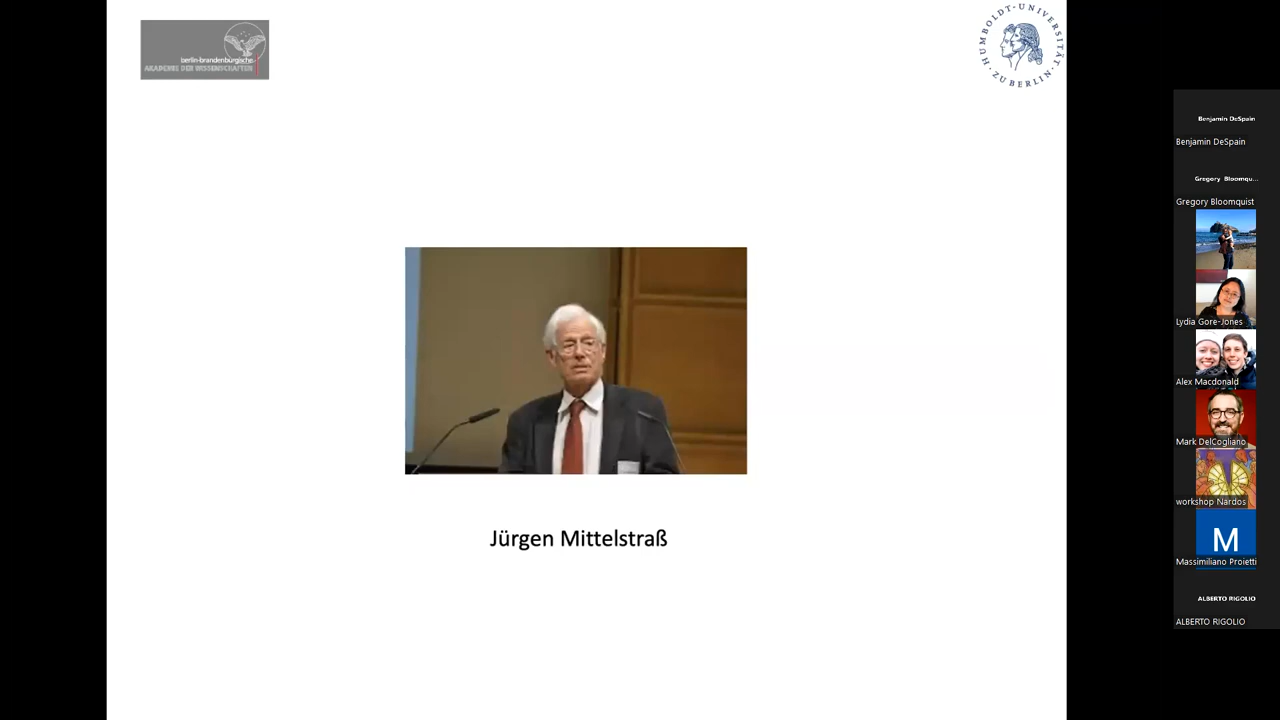 berlin-brandenburgische
AKADEMIE DER WISSENSCHAFTEN
HUMBOLDT-UNIVERSITÄT
ZU BERLIN
Jürgen Mittelstraß
Benjamin DeSpain
Benjamin DeSpain
Gregory Bloomqu...
Gregory Bloomquist
Lydia Gore-Jones
Alex Macdonald
Mark DelCogliano
workshop Nardos
M
Massimiliano Proietti
ALBERTO RIGOLIO
ALBERTO RIGOLIO